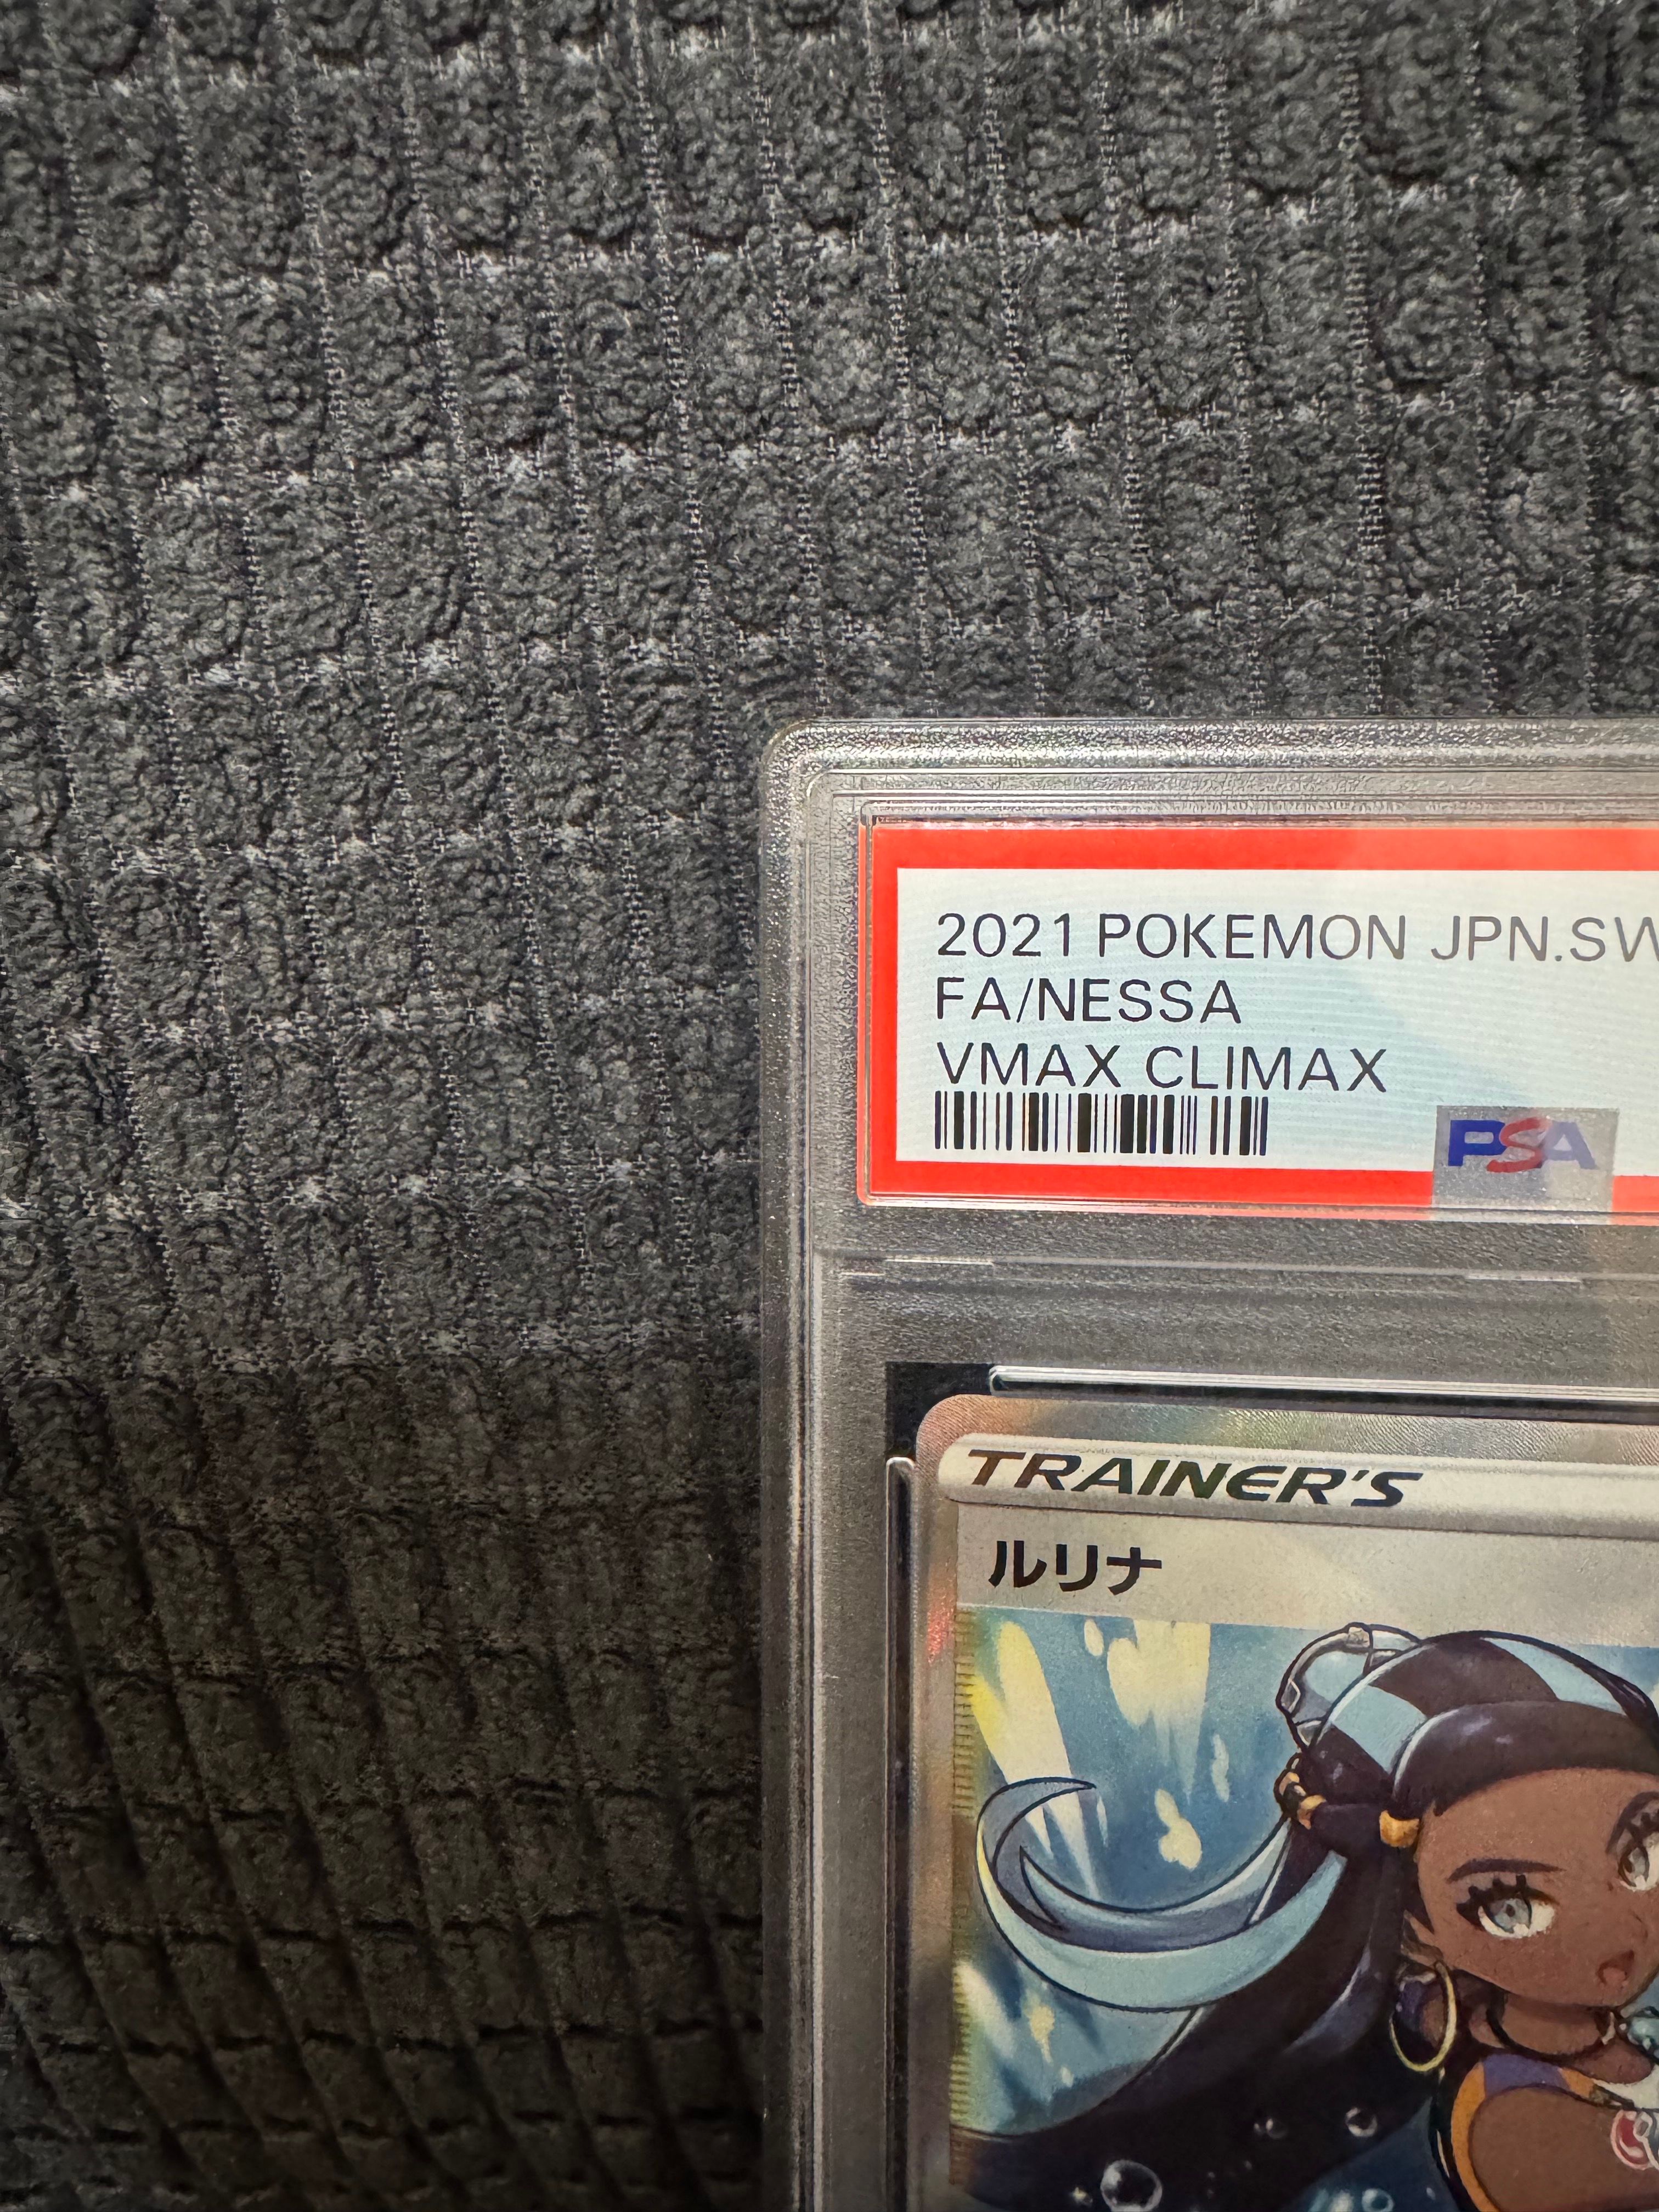 2021 POKEMON JPN.SW
FA/NESSA
VMAX CLIMAX
PSA
TRAINER'S
ルリナ